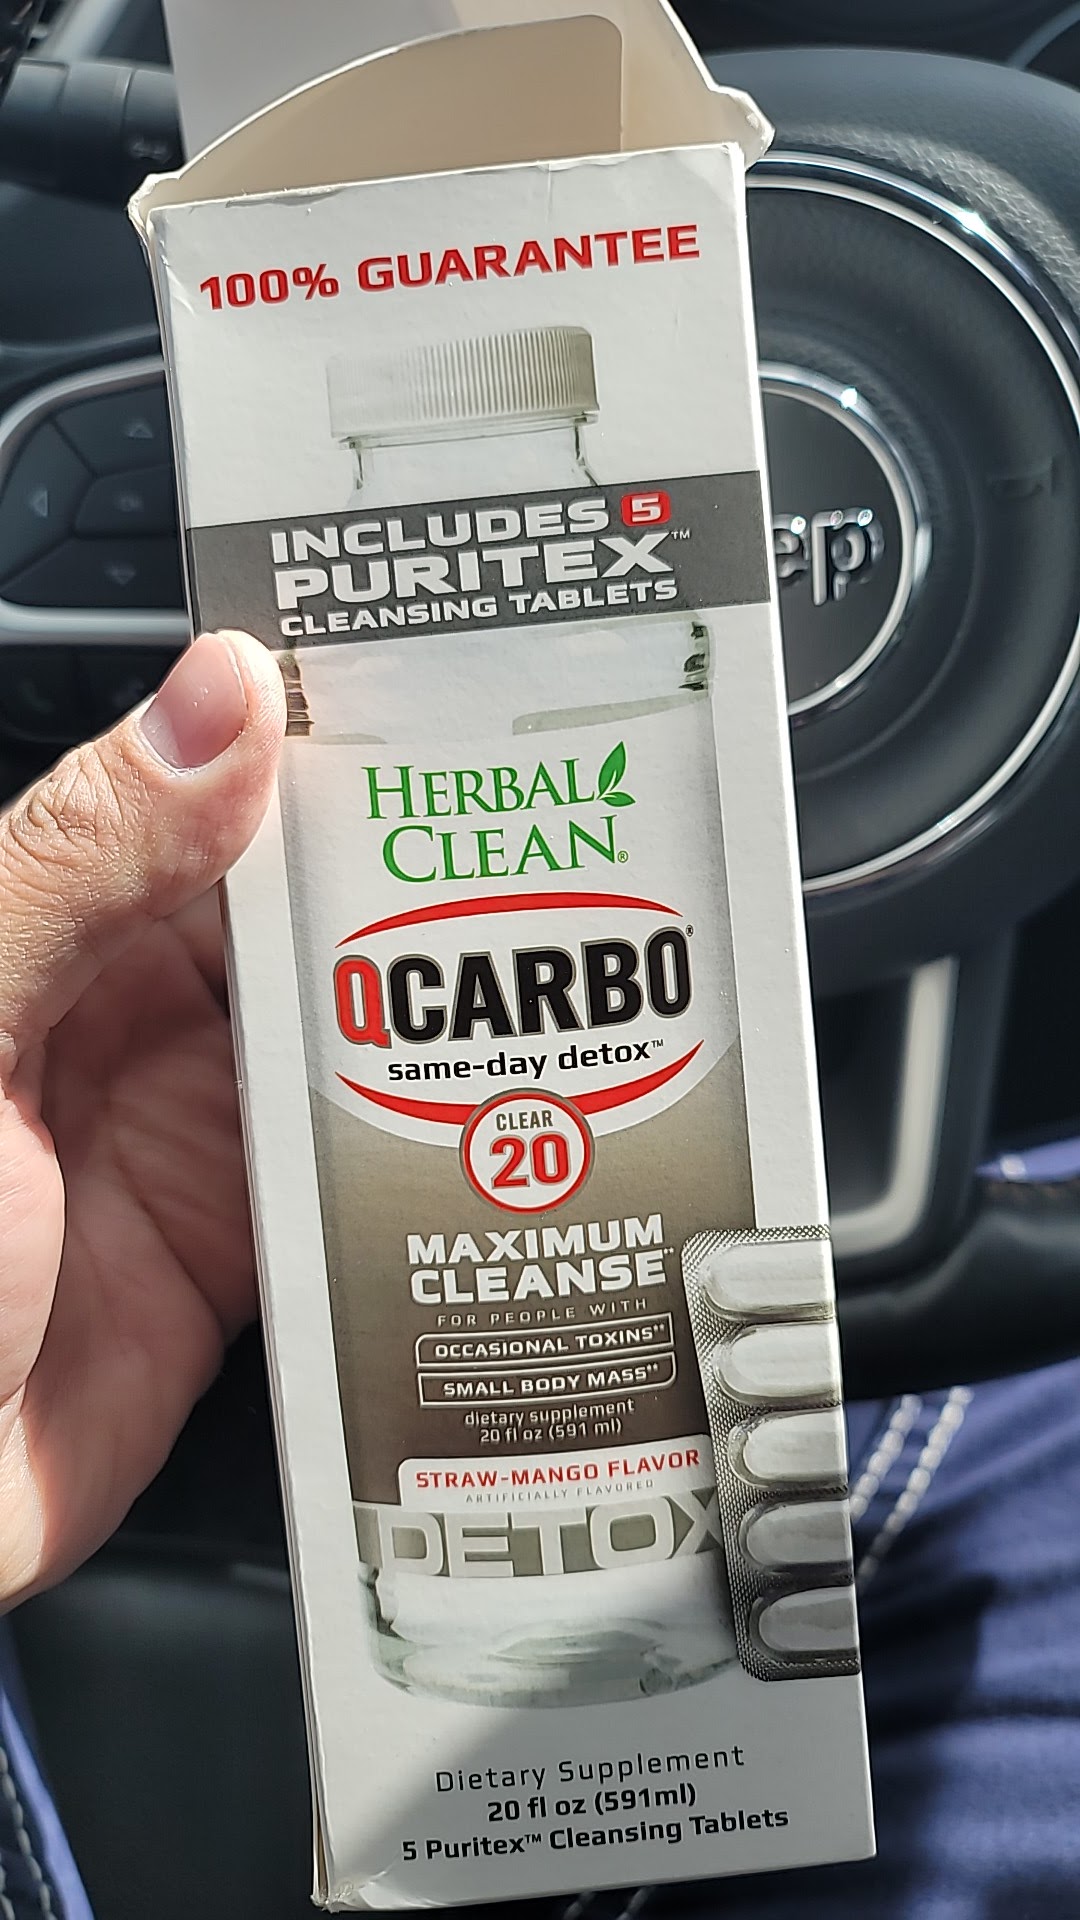 100% GUARANTEE
INCLUDES 5
PURITEX™
CLEANSING TABLETS
HERBAL
CLEAN®
QCARBO®
same-day detox™
CLEAR
20
MAXIMUM
CLEANSE**
FOR PEOPLE WITH
OCCASIONAL TOXINS**
SMALL BODY MASS**
dietary supplement
20 fl oz (591 ml)
STRAW-MANGO FLAVOR
ARTIFICIALLY FLAVORED
DETOX
Dietary Supplement
20 fl oz (591ml)
5 Puritex™ Cleansing Tablets
ep